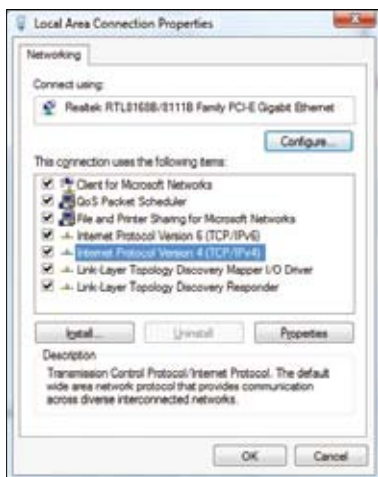 Local Area Connection Properties
Networking
Connect using:
Realtek RTL8168B/8111B Family PCI-E Gigabit Ethernet
Configure...
This connection uses the following items:
Client for Microsoft Networks
QoS Packet Scheduler
File and Printer Sharing for Microsoft Networks
Internet Protocol Version 6 (TCP/IPv6)
Internet Protocol Version 4 (TCP/IPv4)
Link-Layer Topology Discovery Mapper I/O Driver
Link-Layer Topology Discovery Responder
Install...
Uninstall
Properties
Description
Transmission Control Protocol/Internet Protocol. The default
wide area network protocol that provides communication
across diverse interconnected networks.
OK
Cancel